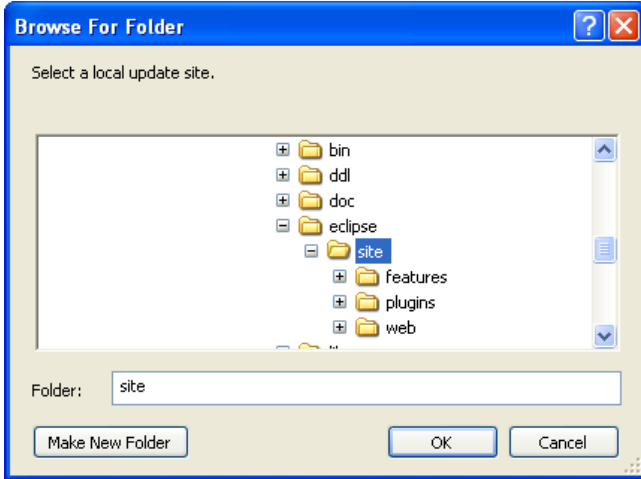 Browse For Folder
Select a local update site.
bin
ddl
doc
eclipse
site
features
plugins
web
Folder: site
Make New Folder OK Cancel